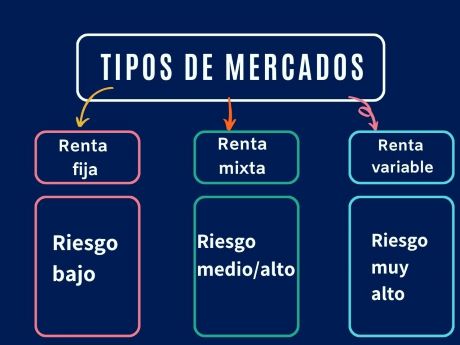 TIPOS DE MERCADOS
Renta
fija
Renta
mixta
Renta
variable
Riesgo
bajo
Riesgo
medio/alto
Riesgo
muy
alto